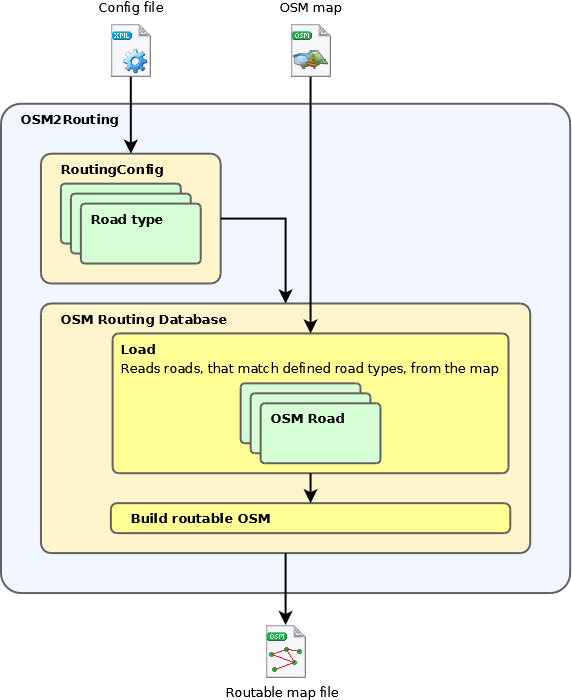 Config file
OSM map
XML
OSM
OSM2Routing
RoutingConfig
Road type
OSM Routing Database
Load
Reads roads, that match defined road types, from the map
OSM Road
Build routable OSM
OSM
Routable map file